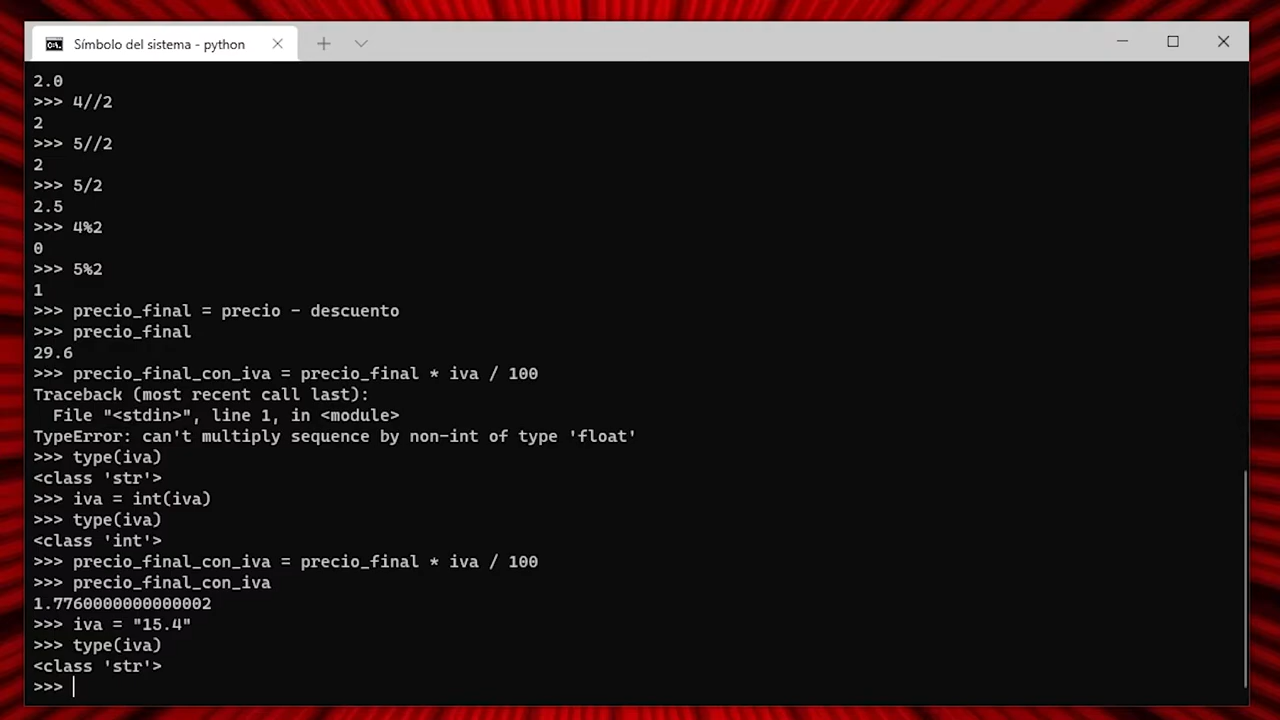 Símbolo del sistema - python
2.0
>>> 4//2
2
>>> 5//2
2
>>> 5/2
2.5
>>> 4%2
0
>>> 5%2
1
>>> precio_final = precio - descuento
>>> precio_final
29.6
>>> precio_final_con_iva = precio_final * iva / 100
Traceback (most recent call last):
  File "<stdin>", line 1, in <module>
TypeError: can't multiply sequence by non-int of type 'float'
>>> type(iva)
<class 'str'>
>>> iva = int(iva)
>>> type(iva)
<class 'int'>
>>> precio_final_con_iva = precio_final * iva / 100
>>> precio_final_con_iva
1.7760000000000002
>>> iva = "15.4"
>>> type(iva)
<class 'str'>
>>>